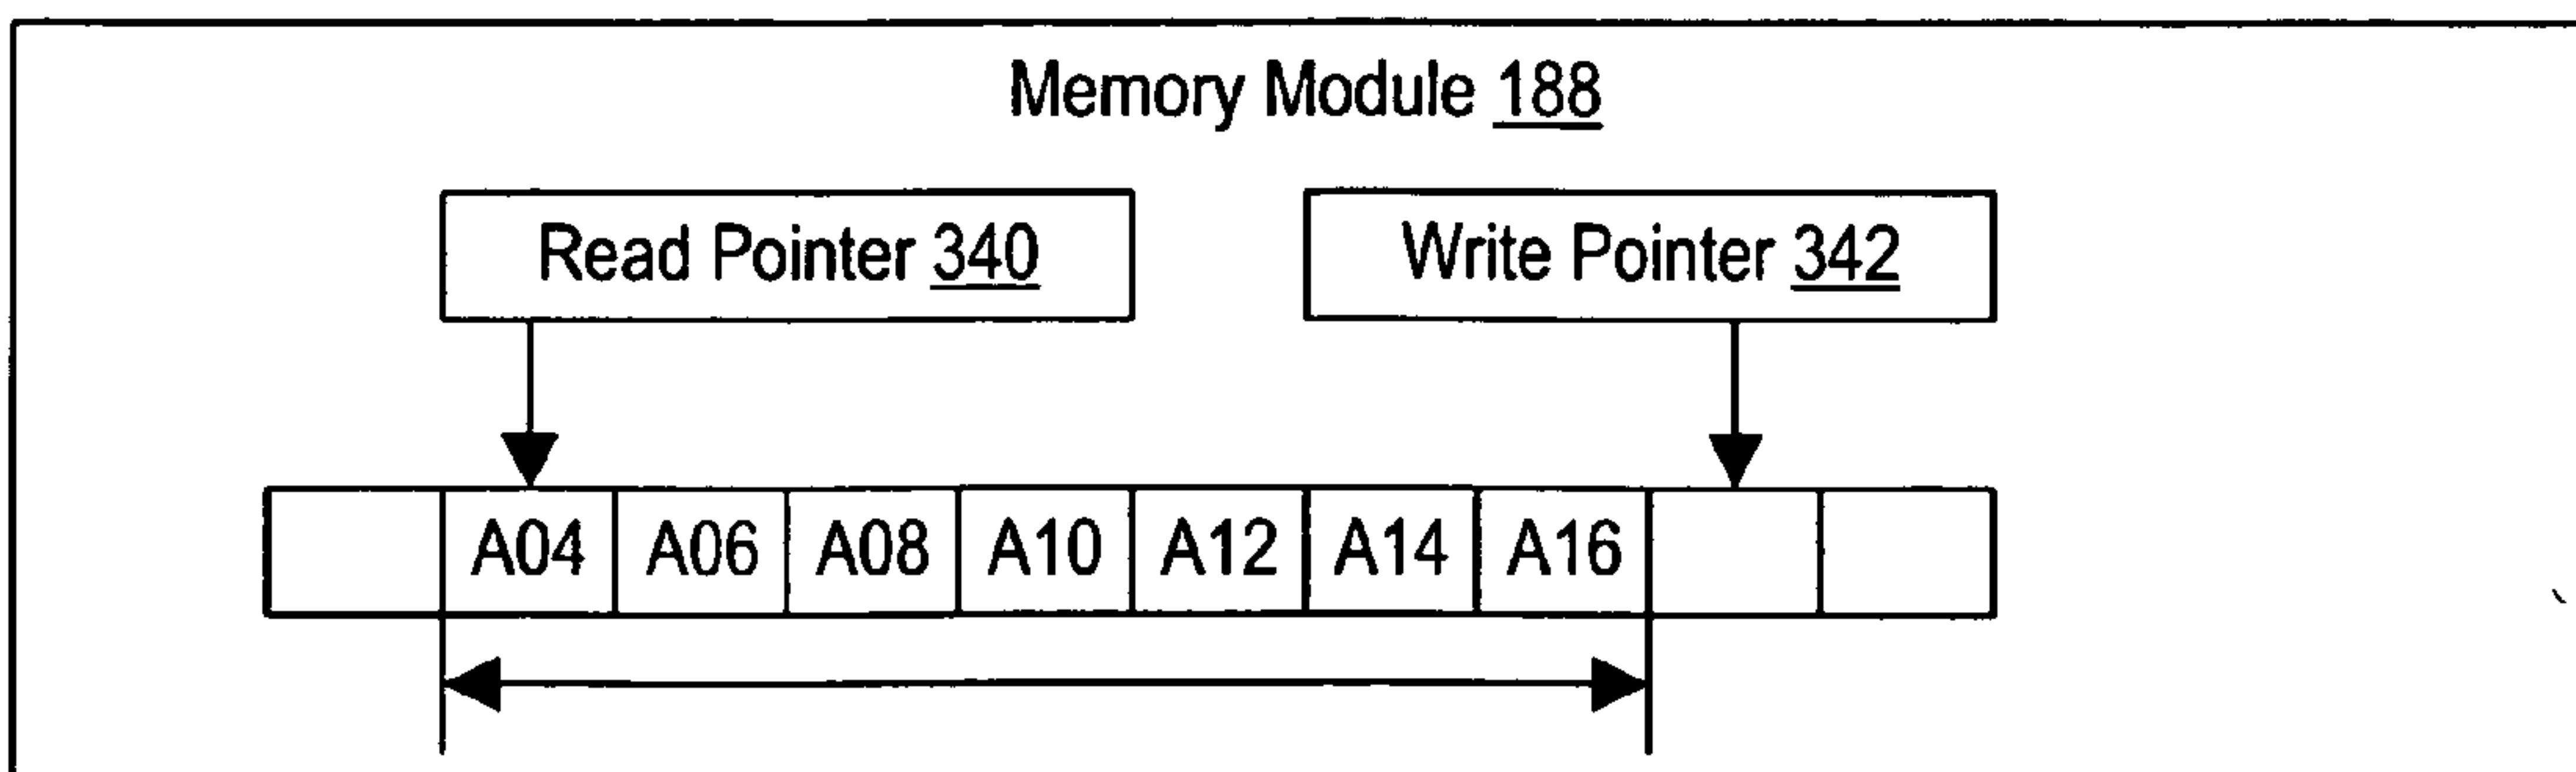 Memory Module 188
Read Pointer 340 Write Pointer 342
A04 A06 A08 A10 A12 A14 A16